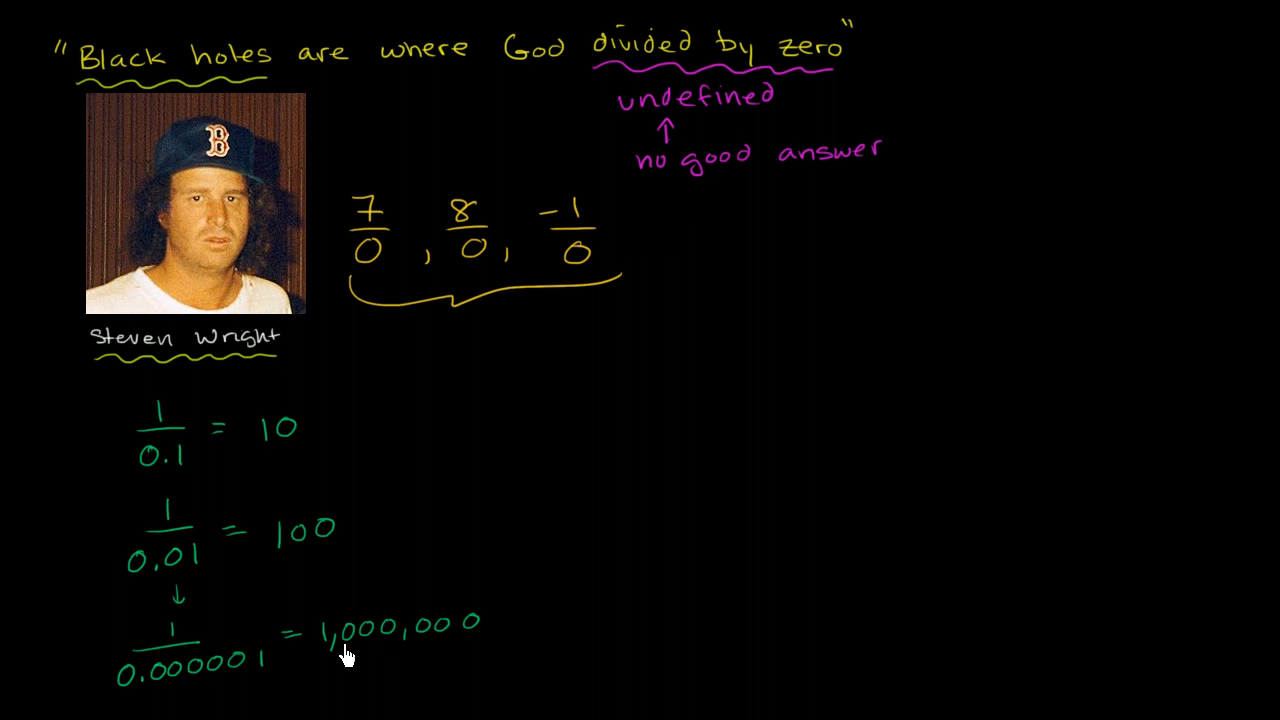 "Black holes are where God divided by zero"
undefined
↑
no good answer
B
7/0 , 8/0 , -1/0
Steven Wright
1/0.1 = 10
1/0.01 = 100
↓
1/0.000001 = 1,000,000